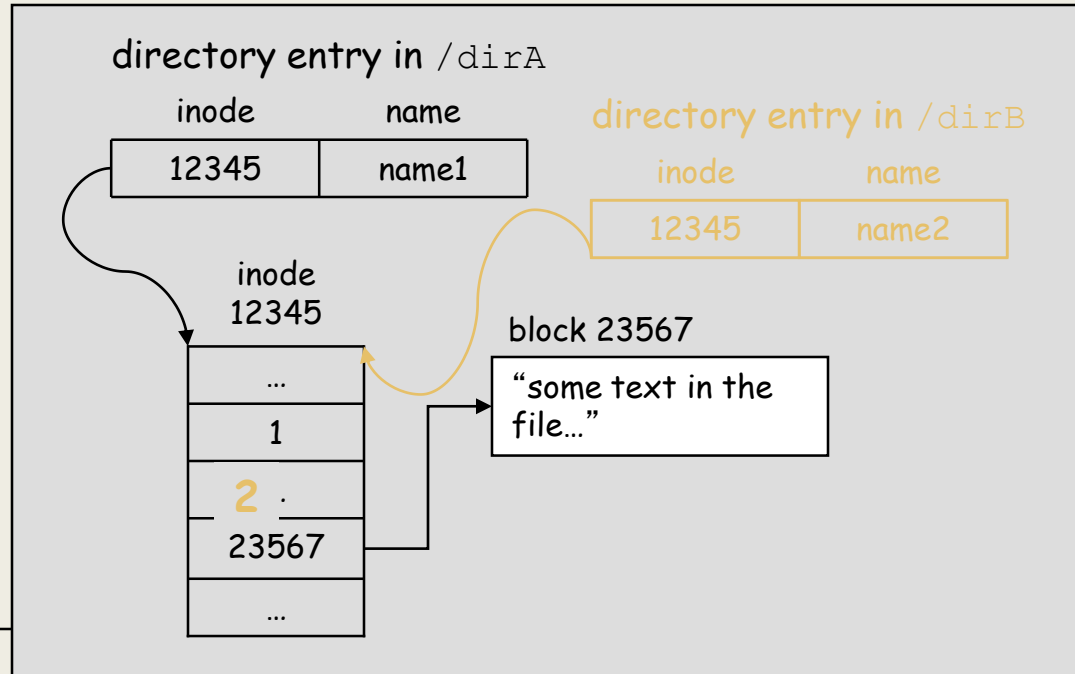 directory entry in /dirA
inode name
12345 name1
directory entry in /dirB
inode name
12345 name2
inode
12345
…
1
2 .
23567
…
block 23567
“some text in the
file…”